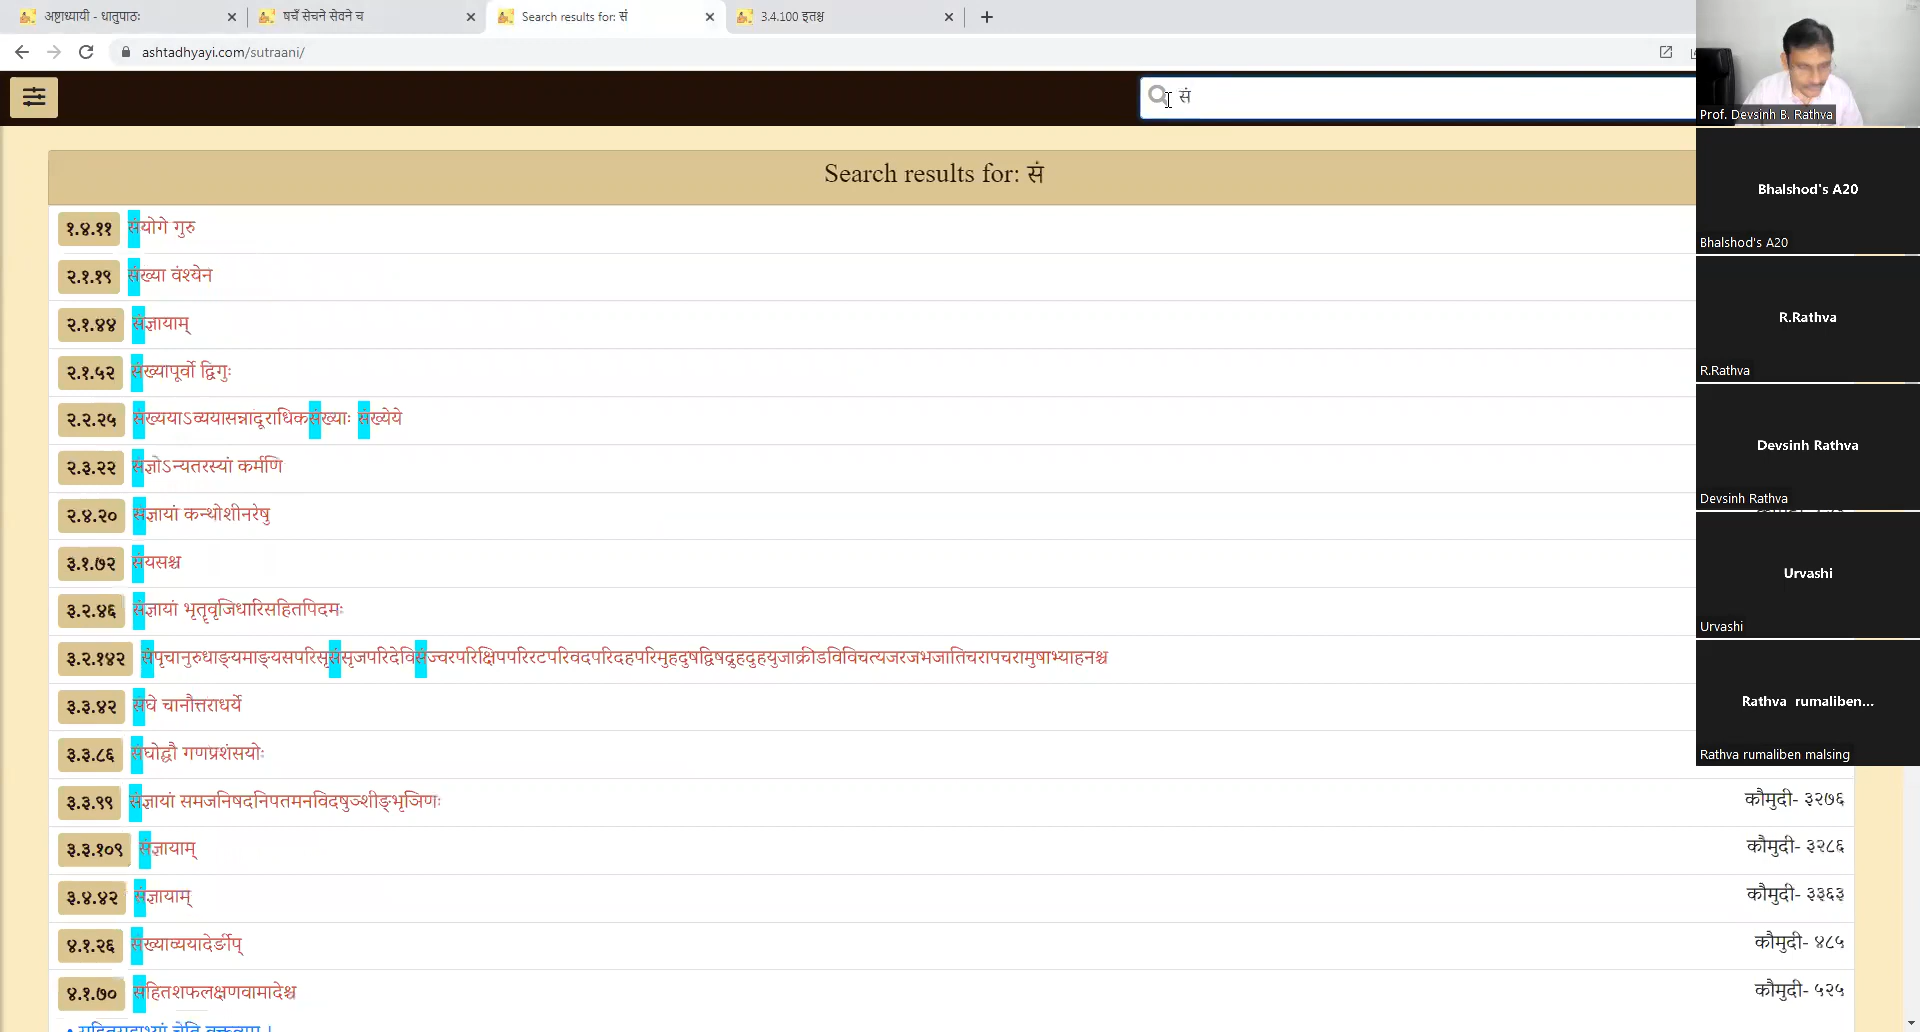 अष्टाध्यायी - धातुपाठः
षचँ सेचने सेवने च
Search results for: सं
3.4.100 इतश्च
ashtadhyayi.com/sutraani/
सं
Search results for: सं
१.४.११ संयोगे गुरु
२.१.१९ संख्या वंश्येन
२.१.४४ संज्ञायाम्
२.१.५२ संख्यापूर्वो द्विगुः
२.२.२५ संख्ययाऽव्ययासन्नादूराधिकसंख्याः संख्येये
२.३.२२ संज्ञोऽन्यतरस्यां कर्मणि
२.४.२० संज्ञायां कन्थोशीनरेषु
३.१.७२ संयसश्च
३.२.४६ संज्ञायां भृतॄवृजिधारिसहितपिदमः
३.२.१४२ संपृचानुरुधाङ्यमाङ्यसपरिसृसंसृजपरिदेविसंज्वरपरिक्षिपपरिरटपरिवदपरिदहपरिमुहदुषद्विषद्रुहदुहयुजाक्रीडविविचत्यजरजभजातिचरापचरामुषाभ्याहनश्च
३.३.४२ संघे चानौत्तराधर्ये
३.३.८६ संघोद्घौ गणप्रशंसयोः
३.३.९९ संज्ञायां समजनिषदनिपतमनविदषुञ्शीङ्भृञिणः कौमुदी- ३२७६
३.३.१०९ संज्ञायाम् कौमुदी- ३२८६
३.४.४२ संज्ञायाम् कौमुदी- ३३६३
४.१.२६ संख्याव्ययादेर्ङीप् कौमुदी- ४८५
४.१.७० संहितशफलक्षणवामादेश्च कौमुदी- ५२५
Prof. Devsinh B. Rathva
Bhalshod's A20
Bhalshod's A20
R.Rathva
R.Rathva
Devsinh Rathva
Devsinh Rathva
Urvashi
Urvashi
Rathva rumaliben...
Rathva rumaliben malsing